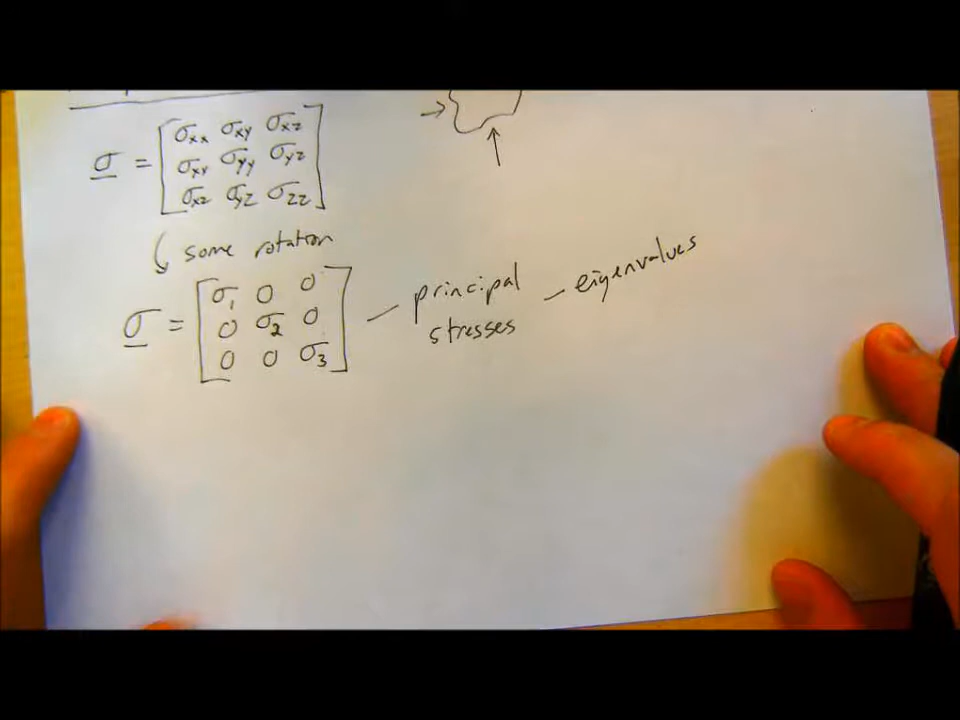 σ = [σxx σxy σxz
σxy σyy σyz
σxz σyz σzz]
some rotation
σ = [σ1 0 0
0 σ2 0
0 0 σ3]
— principal stresses
— eigenvalues